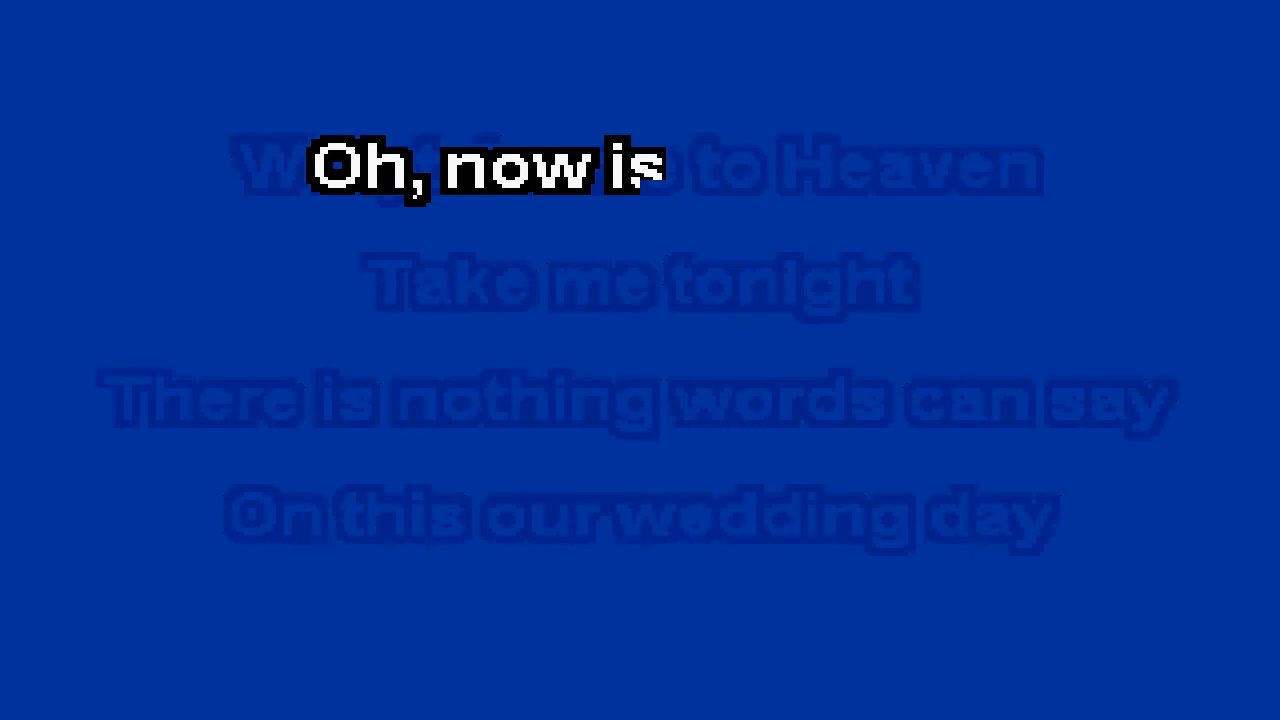 Oh, now is
to Heaven
Take me tonight
There is nothing words can say
On this our wedding day